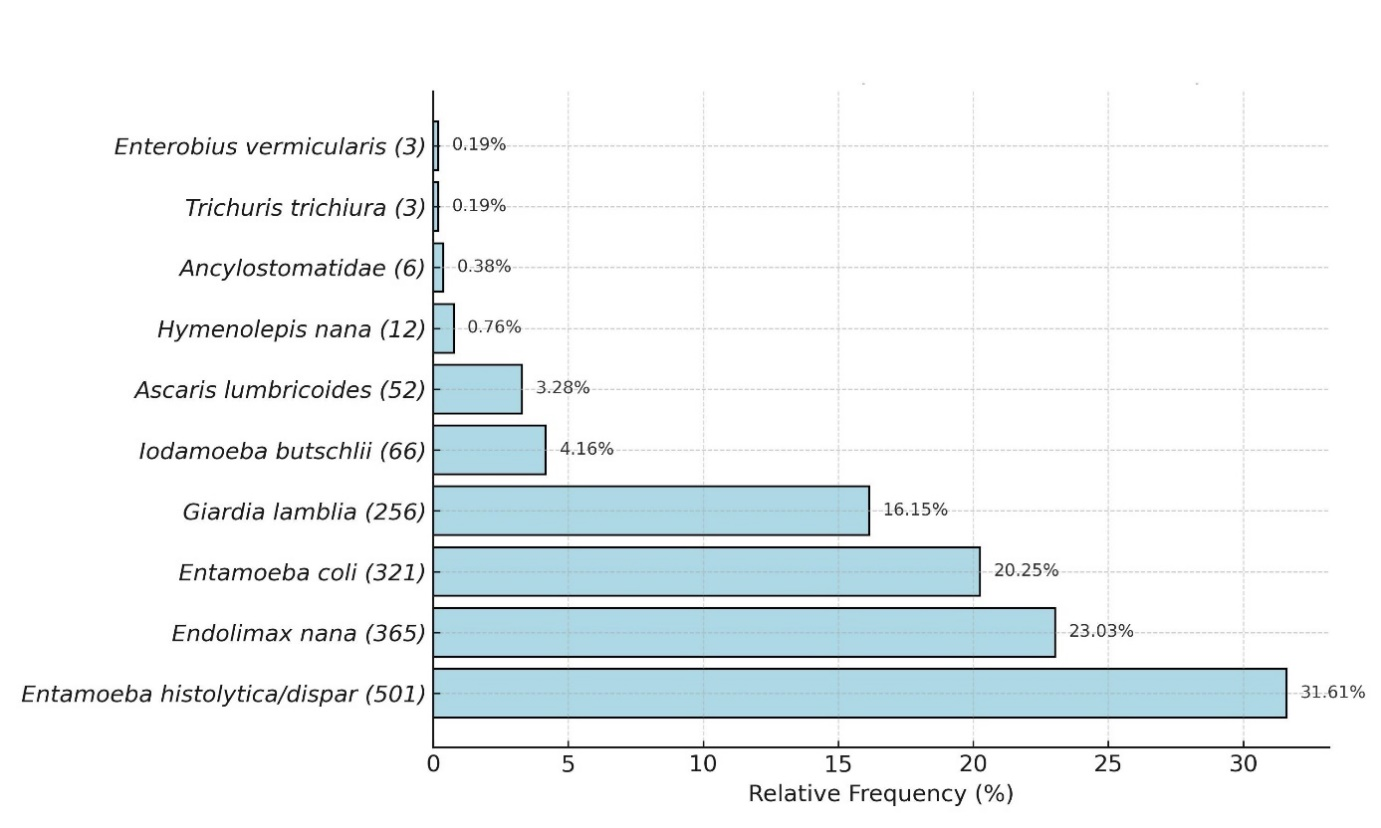 Enterobius vermicularis (3) 0.19%
Trichuris trichiura (3) 0.19%
Ancylostomatidae (6) 0.38%
Hymenolepis nana (12) 0.76%
Ascaris lumbricoides (52) 3.28%
Iodamoeba butschlii (66) 4.16%
Giardia lamblia (256) 16.15%
Entamoeba coli (321) 20.25%
Endolimax nana (365) 23.03%
Entamoeba histolytica/dispar (501) 31.61%
0 5 10 15 20 25 30
Relative Frequency (%)